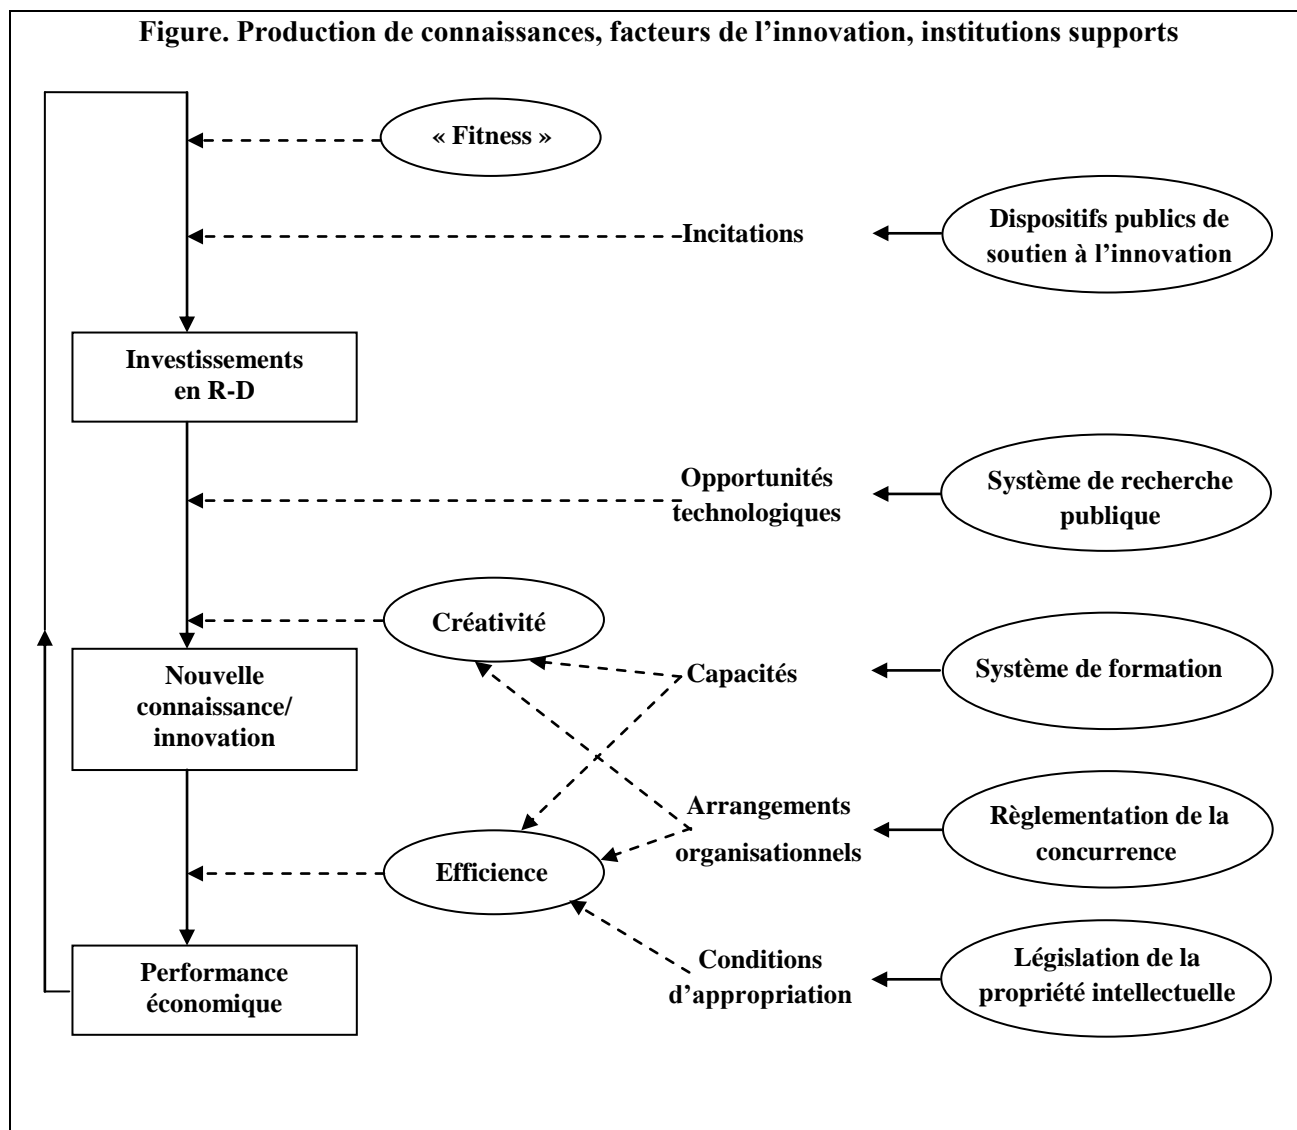 Figure. Production de connaissances, facteurs de l’innovation, institutions supports
« Fitness »
Incitations
Dispositifs publics de
soutien à l’innovation
Investissements
en R-D
Opportunités
technologiques
Système de recherche
publique
Créativité
Capacités
Système de formation
Nouvelle
connaissance/
innovation
Arrangements
organisationnels
Règlementation de la
concurrence
Efficience
Performance
économique
Conditions
d’appropriation
Législation de la
propriété intellectuelle